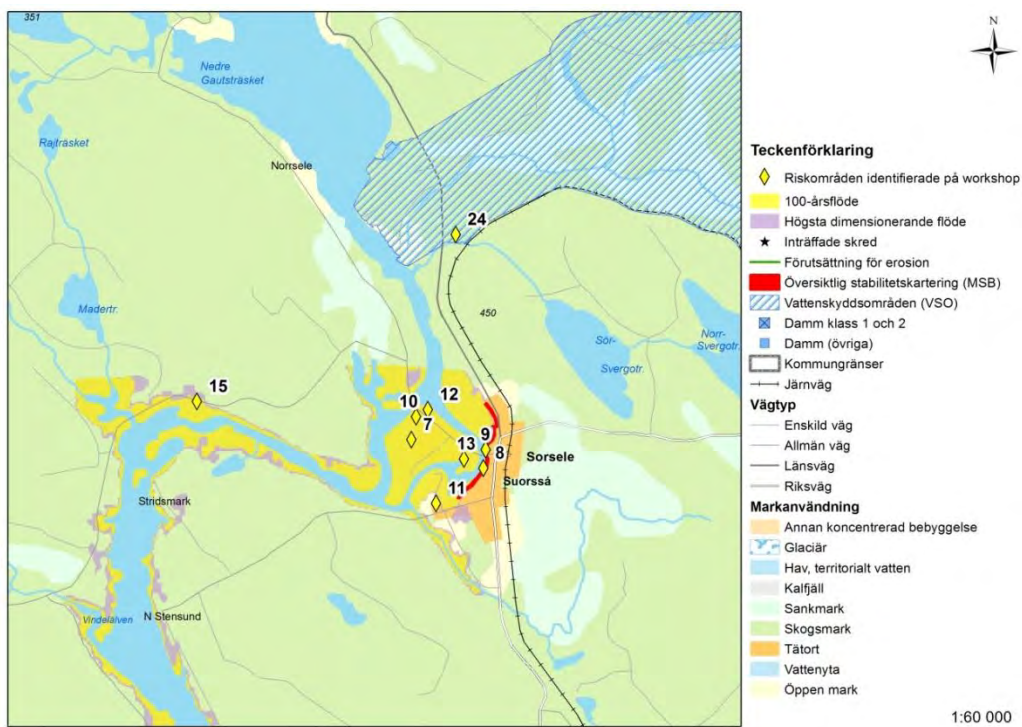 351
N
Nedre
Gautsträsket
Rajträsket
Norrsele
24
Madertr.
450
Sör-
Svergotr.
Norr-
Svergotr.
15
12
10
7
9
13
8
Sorsele
Suorssá
11
Stridsmark
N Stensund
Vindelälven
Teckenförklaring
Riskområden identifierade på workshop
100-årsflöde
Högsta dimensionerande flöde
Inträffade skred
Förutsättning för erosion
Översiktlig stabilitetskartering (MSB)
Vattenskyddsområden (VSO)
Damm klass 1 och 2
Damm (övriga)
Kommungränser
Järnväg
Vägtyp
Enskild väg
Allmän väg
Länsväg
Riksväg
Markanvändning
Annan koncentrerad bebyggelse
Glaciär
Hav, territorialt vatten
Kalfjäll
Sankmark
Skogsmark
Tätort
Vattenyta
Öppen mark
1:60 000